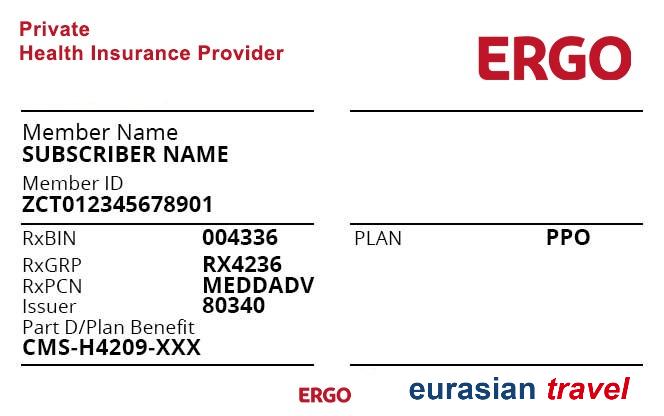 Private
Health Insurance Provider
ERGO
Member Name
SUBSCRIBER NAME
Member ID
ZCT012345678901
RxBIN 004336
PLAN PPO
RxGRP RX4236
RxPCN MEDDADV
Issuer 80340
Part D/Plan Benefit
CMS-H4209-XXX
ERGO
eurasian travel